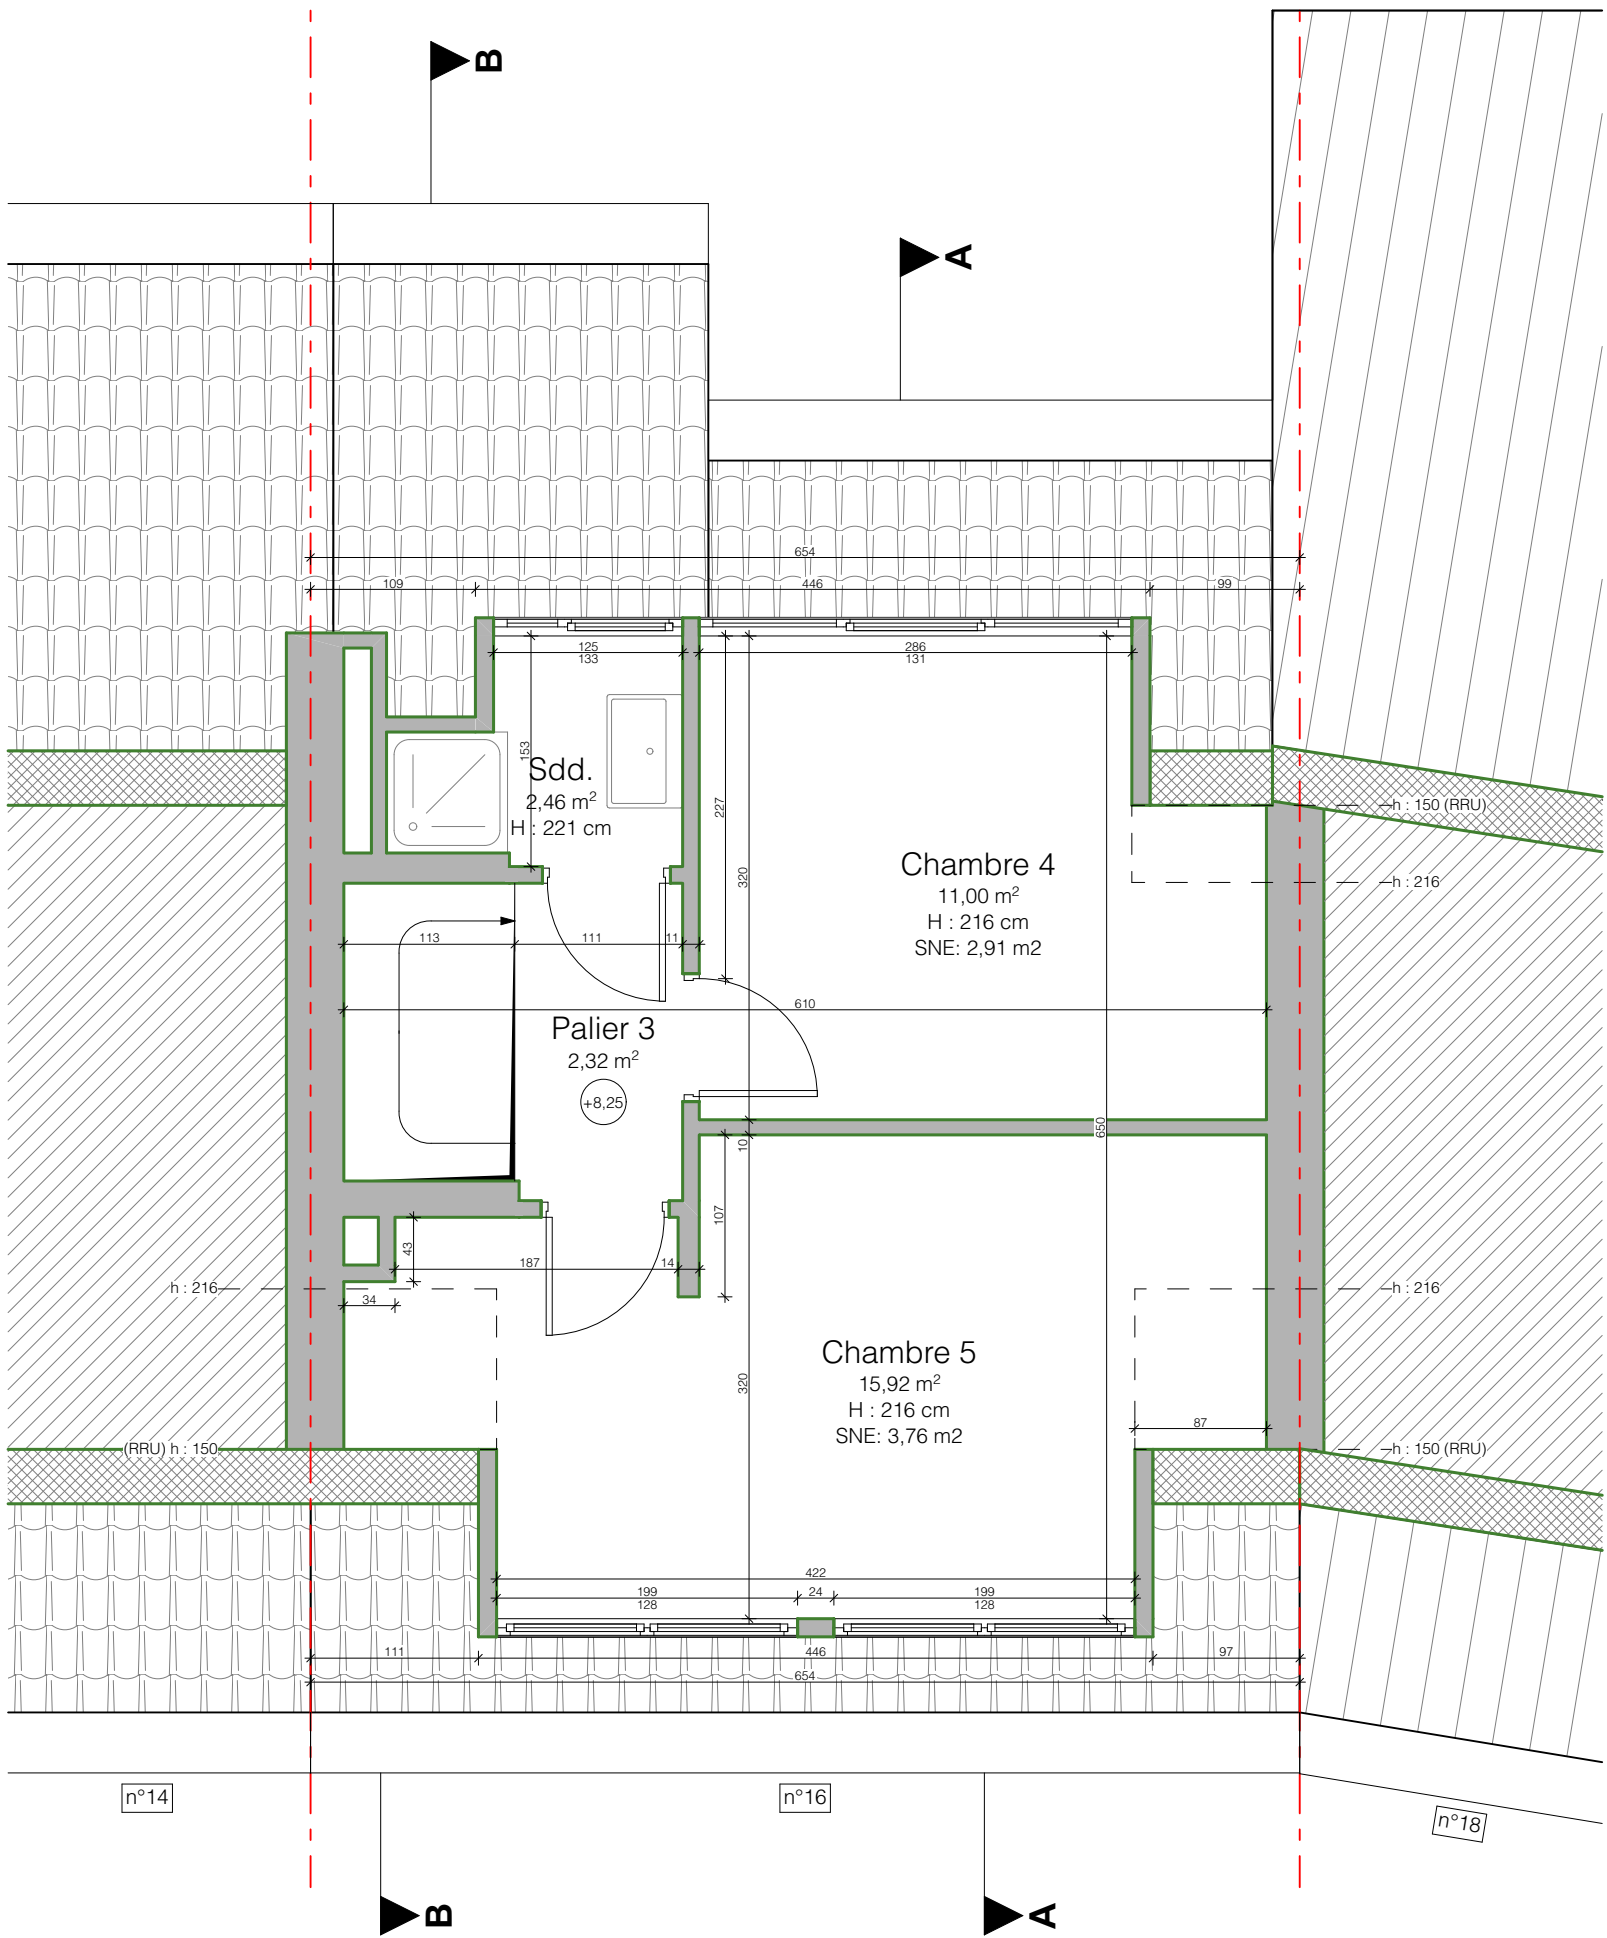 B
A
654
109
446
99
125
133
286
131
153
Sdd.
2,46 m²
H : 221 cm
227
320
h : 150 (RRU)
Chambre 4
11,00 m²
H : 216 cm
SNE: 2,91 m2
h : 216
113
111
11
610
Palier 3
2,32 m²
+8,25
650
10
107
43
187
14
h : 216
34
h : 216
Chambre 5
15,92 m²
H : 216 cm
SNE: 3,76 m2
320
87
(RRU) h : 150
h : 150 (RRU)
422
199
24
199
128
128
111
446
97
654
n°14
n°16
n°18
B
A